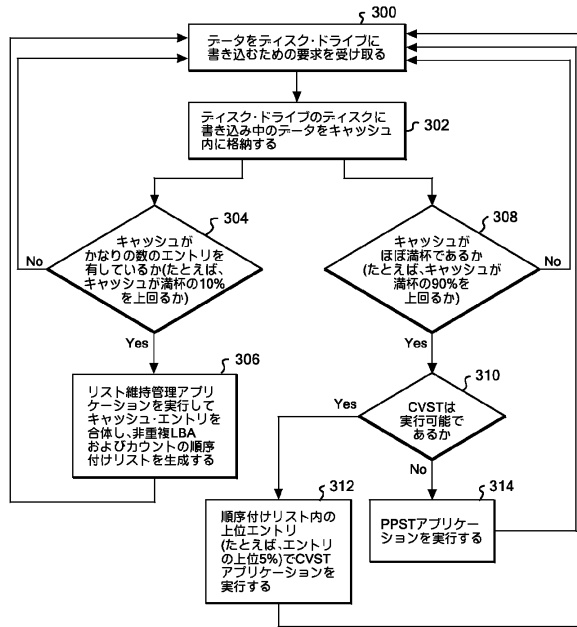 300
データをディスク・ドライブに
書き込むための要求を受け取る
302
ディスク・ドライブのディスクに
書き込み中のデータをキャッシュ
内に格納する
304
キャッシュが
かなりの数のエントリを
有しているか(たとえば、
キャッシュが満杯の10%
を上回るか)
No
Yes
308
キャッシュが
ほぼ満杯であるか
(たとえば、キャッシュが
満杯の90%を
上回るか)
No
Yes
306
リスト維持管理アプリ
ケーションを実行して
キャッシュ・エントリを
合体し、非重複LBA
およびカウントの順序
付けリストを生成する
310
CVSTは
実行可能で
あるか
Yes
No
312
順序付けリスト内の
上位エントリ
(たとえば、エントリ
の上位5%)でCVST
アプリケーションを
実行する
314
PPSTアプリケー
ションを実行する